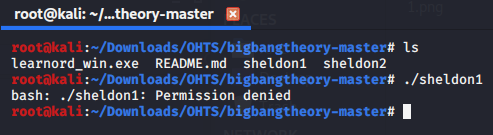 root@kali: ~/...theory-master
root@kali:~/Downloads/OHTS/bigbangtheory-master# ls
learnord_win.exe  README.md  sheldon1  sheldon2
root@kali:~/Downloads/OHTS/bigbangtheory-master# ./sheldon1
bash: ./sheldon1: Permission denied
root@kali:~/Downloads/OHTS/bigbangtheory-master#